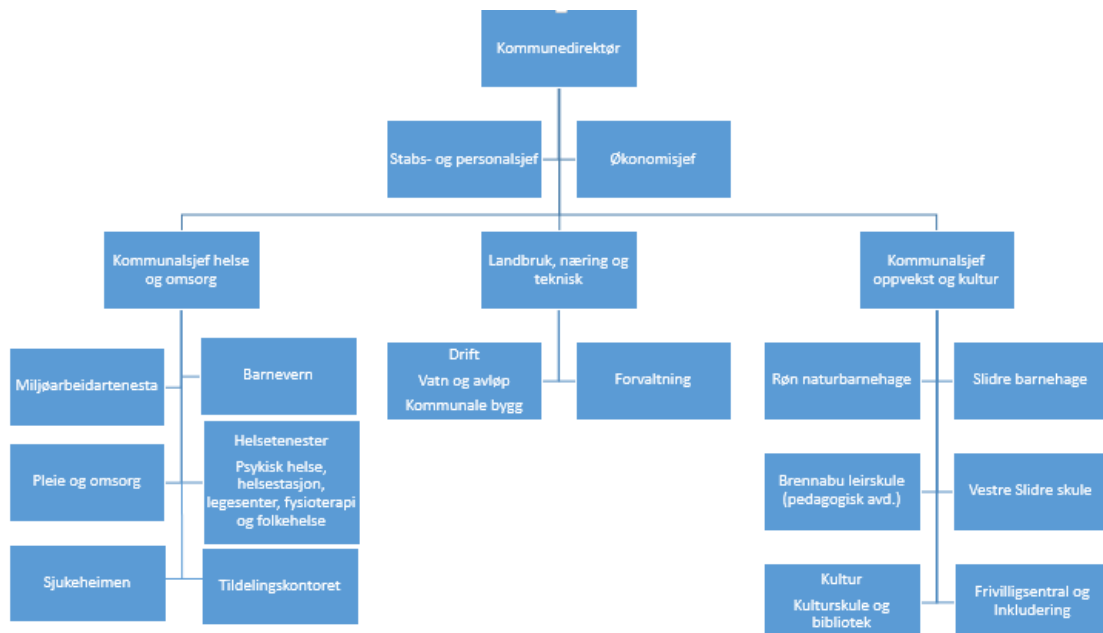 Kommunedirektør
Stabs- og personalsjef
Økonomisjef
Kommunalsjef helse
og omsorg
Landbruk, næring og
teknisk
Kommunalsjef
oppvekst og kultur
Miljøarbeidartenesta
Barnevern
Drift
Vatn og avløp
Kommunale bygg
Forvaltning
Røn naturbarnehage
Slidre barnehage
Pleie og omsorg
Helsetenester
Psykisk helse,
helsestasjon,
legesenter, fysioterapi
og folkehelse
Brennabu leirskule
(pedagogisk avd.)
Vestre Slidre skule
Sjukeheimen
Tildelingskontoret
Kultur
Kulturskule og
bibliotek
Frivilligsentral og
Inkludering